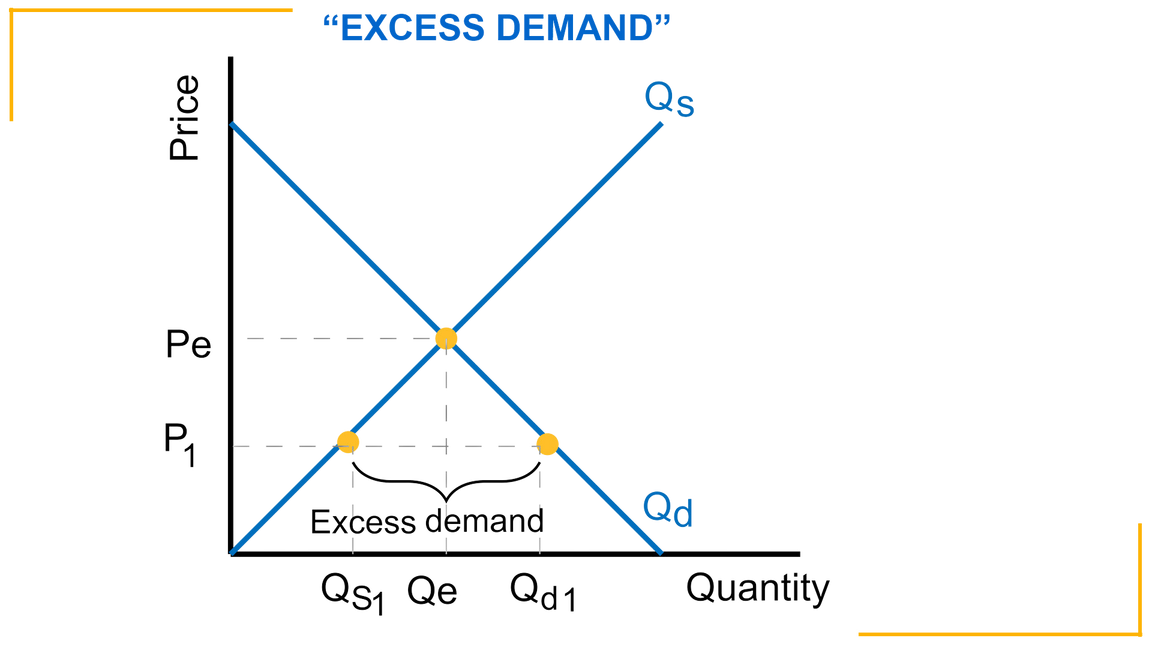 “EXCESS DEMAND”
Price
QS
Pe
P1
Excess demand
Qd
QS1 Qe Qd1 Quantity